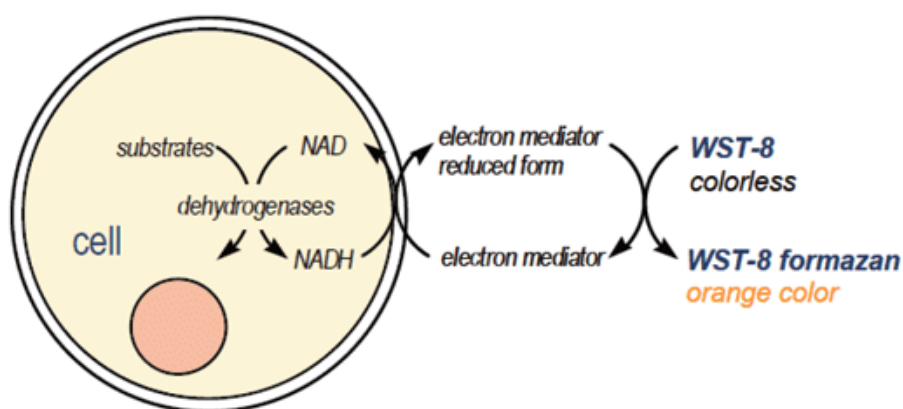 substrates
NAD
dehydrogenases
NADH
cell
electron mediator
reduced form
electron mediator
WST-8
colorless
WST-8 formazan
orange color